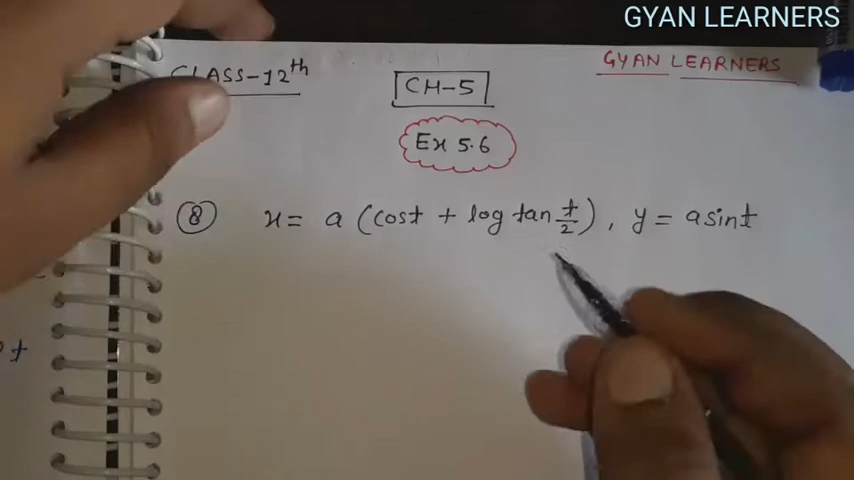 GYAN LEARNERS
CLASS-12th
CH-5
GYAN LEARNERS
Ex 5.6
8 x = a (cost + log tan t/2), y = a sint